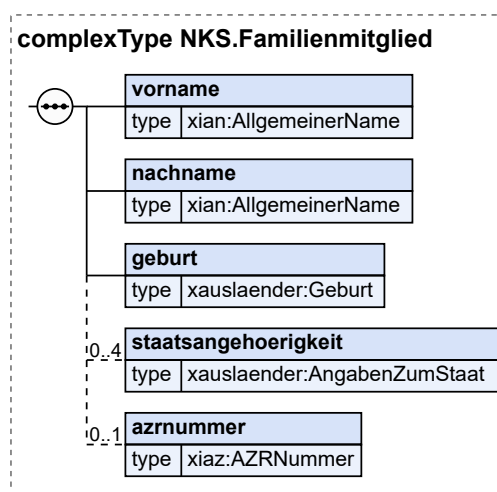 complexType NKS.Familienmitglied
vorname
type xian:AllgemeinerName
nachname
type xian:AllgemeinerName
geburt
type xauslaender:Geburt
0..4 staatsangehoerigkeit
type xauslaender:AngabenZumStaat
0..1 azrnummer
type xiaz:AZRNummer